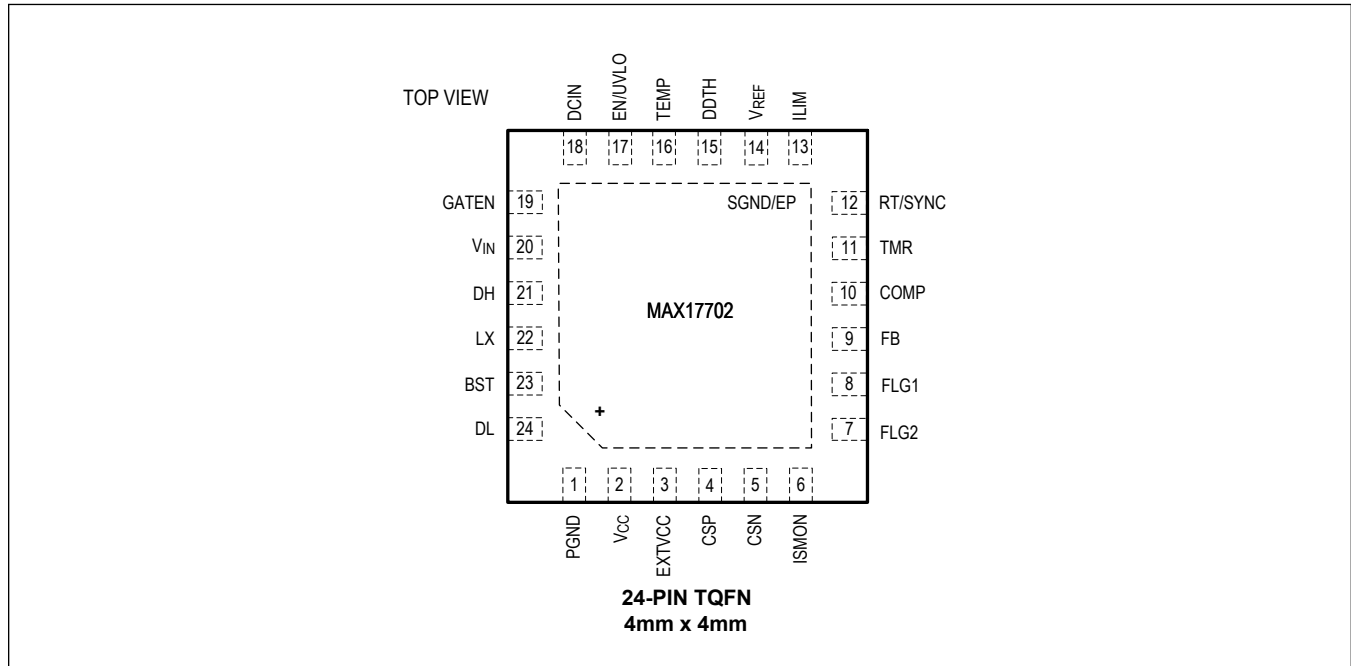 TOP VIEW
DCIN
EN/UVLO
TEMP
DDTH
VREF
ILIM
18
17
16
15
14
13
GATEN 19
SGND/EP
12 RT/SYNC
VIN 20
11 TMR
DH 21
MAX17702
10 COMP
LX 22
9 FB
BST 23
8 FLG1
DL 24
+
7 FLG2
1
2
3
4
5
6
PGND
VCC
EXTVCC
CSP
CSN
ISMON
24-PIN TQFN
4mm x 4mm